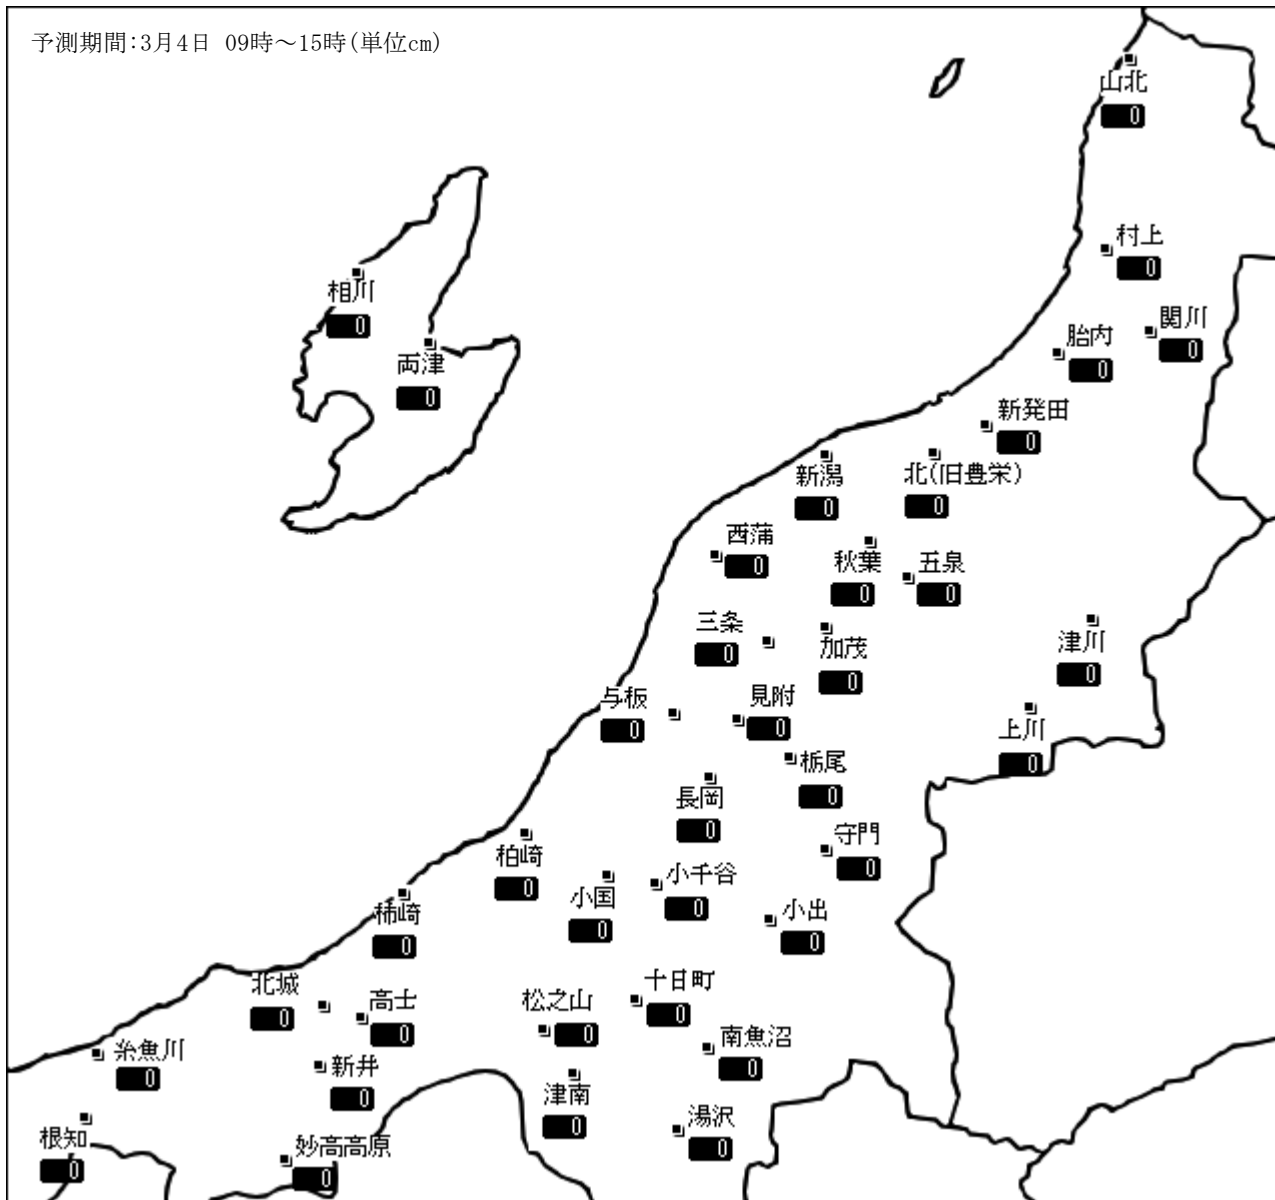 予測期間:3月4日 09時～15時(単位cm)
山北
0
村上
0
相川
0
関川
0
胎内
0
両津
0
新発田
0
新潟
0
北(旧豊栄)
0
西蒲
0
秋葉
0
五泉
0
三条
0
加茂
0
津川
0
与板
0
見附
0
上川
0
栃尾
0
長岡
0
守門
0
柏崎
0
小国
0
小千谷
0
小出
0
柿崎
0
北城
0
高士
0
松之山
0
十日町
0
南魚沼
0
糸魚川
0
新井
0
津南
0
湯沢
0
根知
0
妙高高原
0